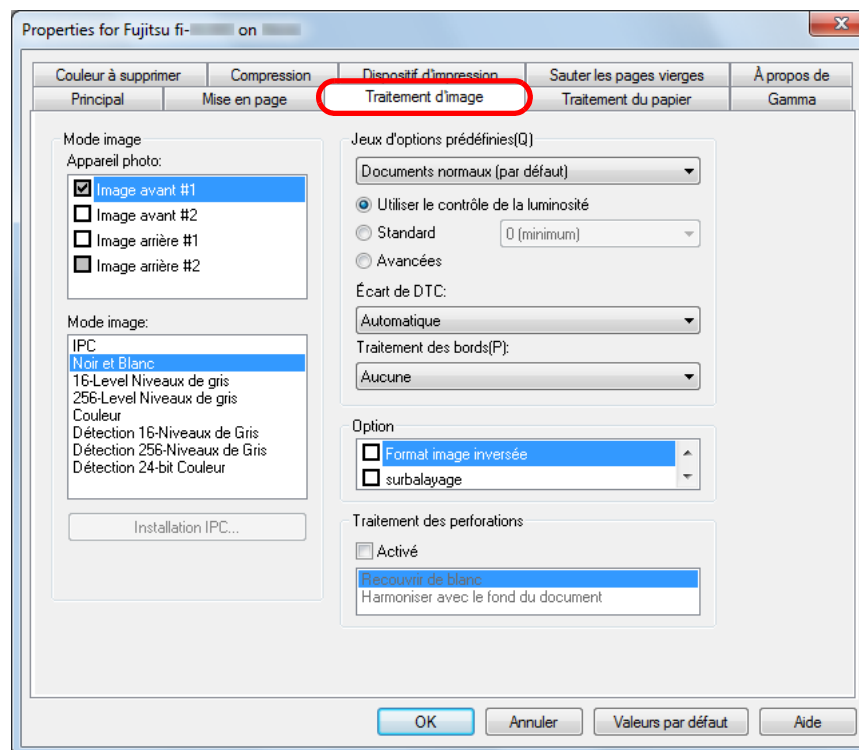 Properties for Fujitsu fi- on
Couleur à supprimer Compression Dispositif d'impression Sauter les pages vierges À propos de
Principal Mise en page Traitement d'image Traitement du papier Gamma
Mode image
Appareil photo:
Image avant #1
Image avant #2
Image arrière #1
Image arrière #2
Mode image:
IPC
Noir et Blanc
16-Level Niveaux de gris
256-Level Niveaux de gris
Couleur
Détection 16-Niveaux de Gris
Détection 256-Niveaux de Gris
Détection 24-bit Couleur
Installation IPC...
Jeux d'options prédéfinies(Q)
Documents normaux (par défaut)
Utiliser le contrôle de la luminosité
Standard 0 (minimum)
Avancées
Écart de DTC:
Automatique
Traitement des bords(P):
Aucune
Option
Format image inversée
surbalayage
Traitement des perforations
Activé
Recouvrir de blanc
Harmoniser avec le fond du document
OK Annuler Valeurs par défaut Aide